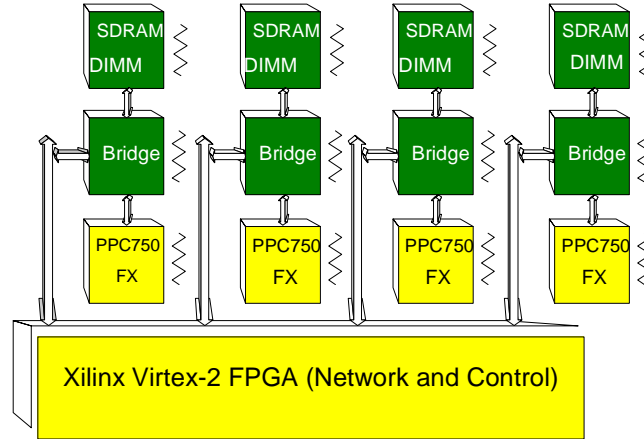 SDRAM
DIMM
SDRAM
DIMM
SDRAM
DIMM
SDRAM
DIMM
Bridge
Bridge
Bridge
Bridge
PPC750
FX
PPC750
FX
PPC750
FX
PPC750
FX
Xilinx Virtex-2 FPGA (Network and Control)